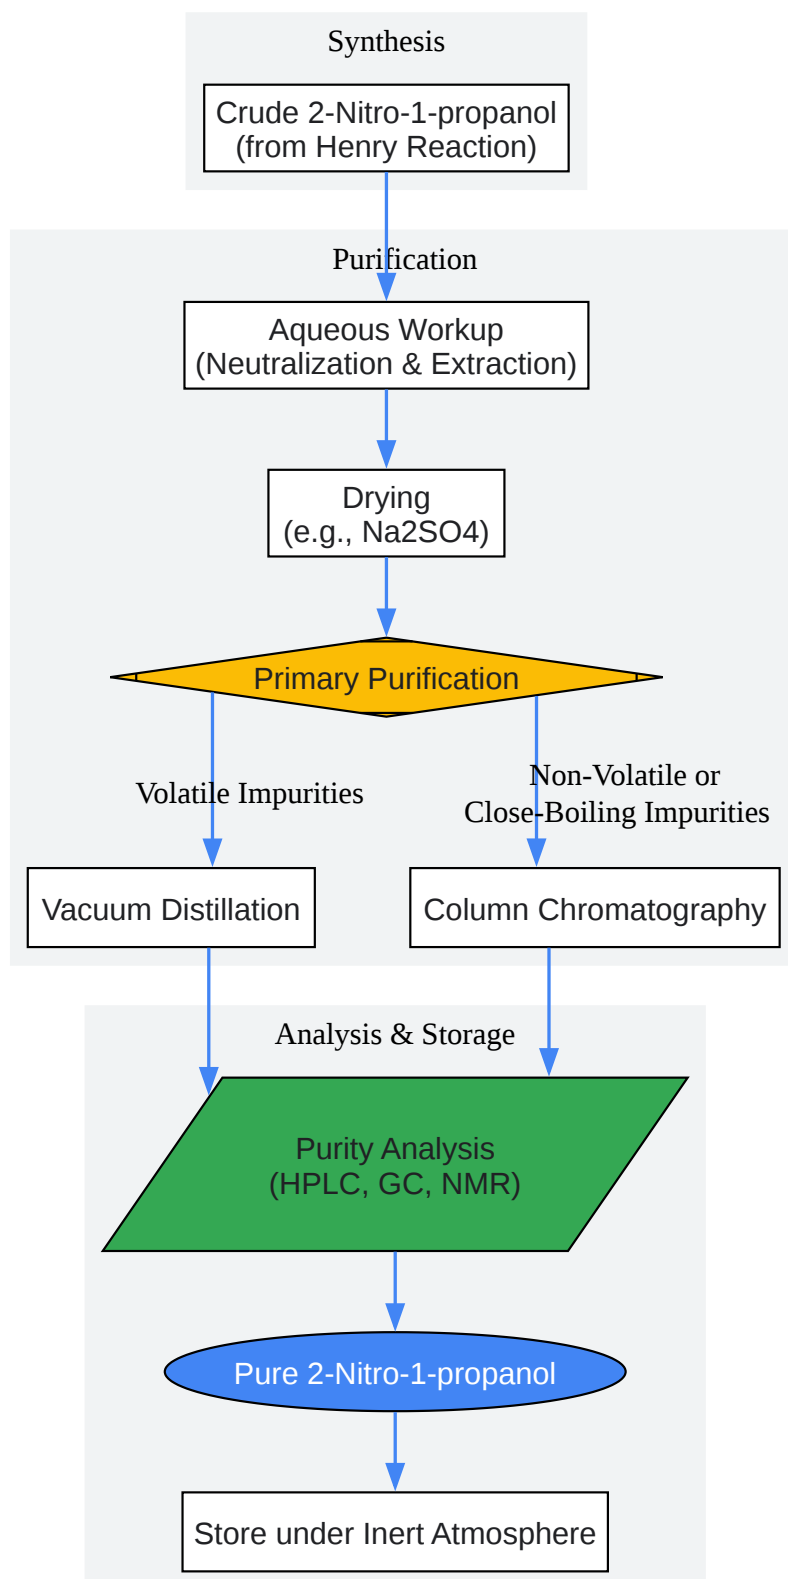 Synthesis
Crude 2-Nitro-1-propanol
(from Henry Reaction)
Purification
Aqueous Workup
(Neutralization & Extraction)
Drying
(e.g., Na2SO4)
Primary Purification
Volatile Impurities
Non-Volatile or
Close-Boiling Impurities
Vacuum Distillation
Column Chromatography
Analysis & Storage
Purity Analysis
(HPLC, GC, NMR)
Pure 2-Nitro-1-propanol
Store under Inert Atmosphere